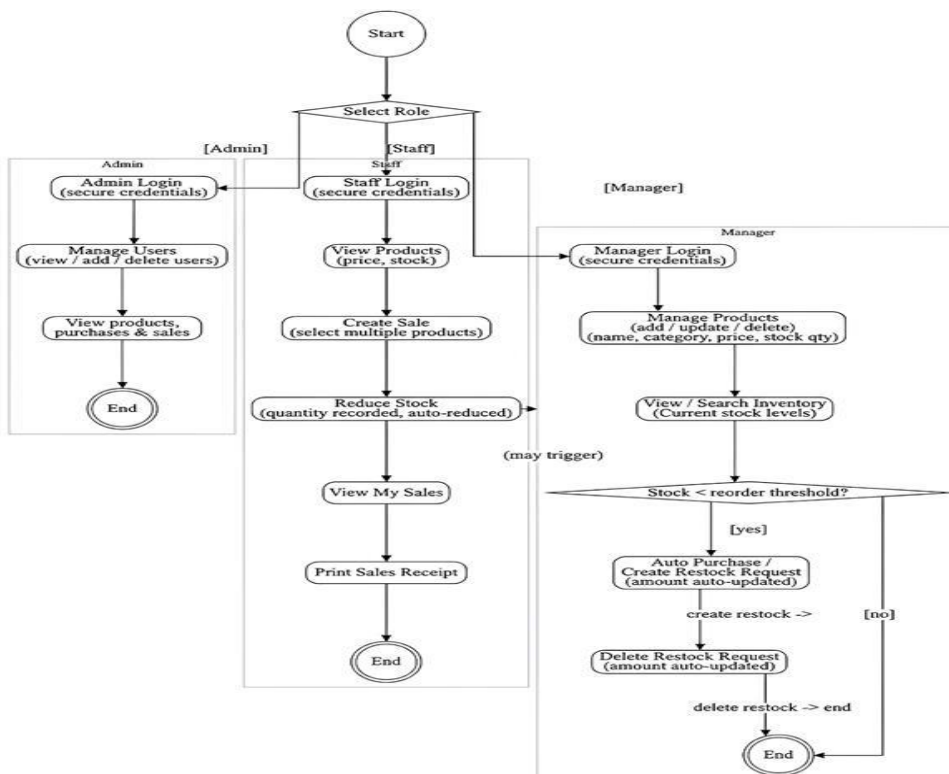 Start
Select Role
[Admin]
[Staff]
[Manager]
Admin
Admin Login
(secure credentials)
Manage Users
(view / add / delete users)
View products,
purchases & sales
End
Staff
Staff Login
(secure credentials)
View Products
(price, stock)
Create Sale
(select multiple products)
Reduce Stock
(quantity recorded, auto-reduced)
(may trigger)
View My Sales
Print Sales Receipt
End
Manager
Manager Login
(secure credentials)
Manage Products
(add / update / delete)
(name, category, price, stock qty)
View / Search Inventory
(Current stock levels)
Stock < reorder threshold?
[yes]
Auto Purchase /
Create Restock Request
(amount auto-updated)
create restock ->
[no]
Delete Restock Request
(amount auto-updated)
delete restock -> end
End